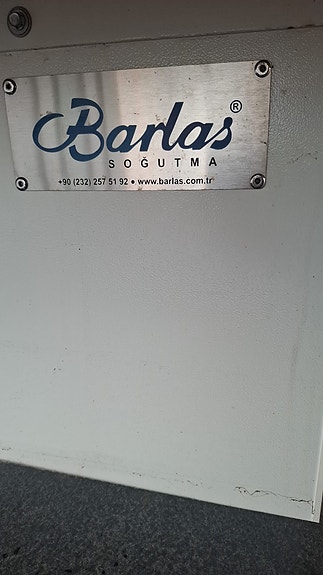 Barlas ®
SOĞUTMA
+90 (232) 257 51 92 ● www.barlas.com.tr